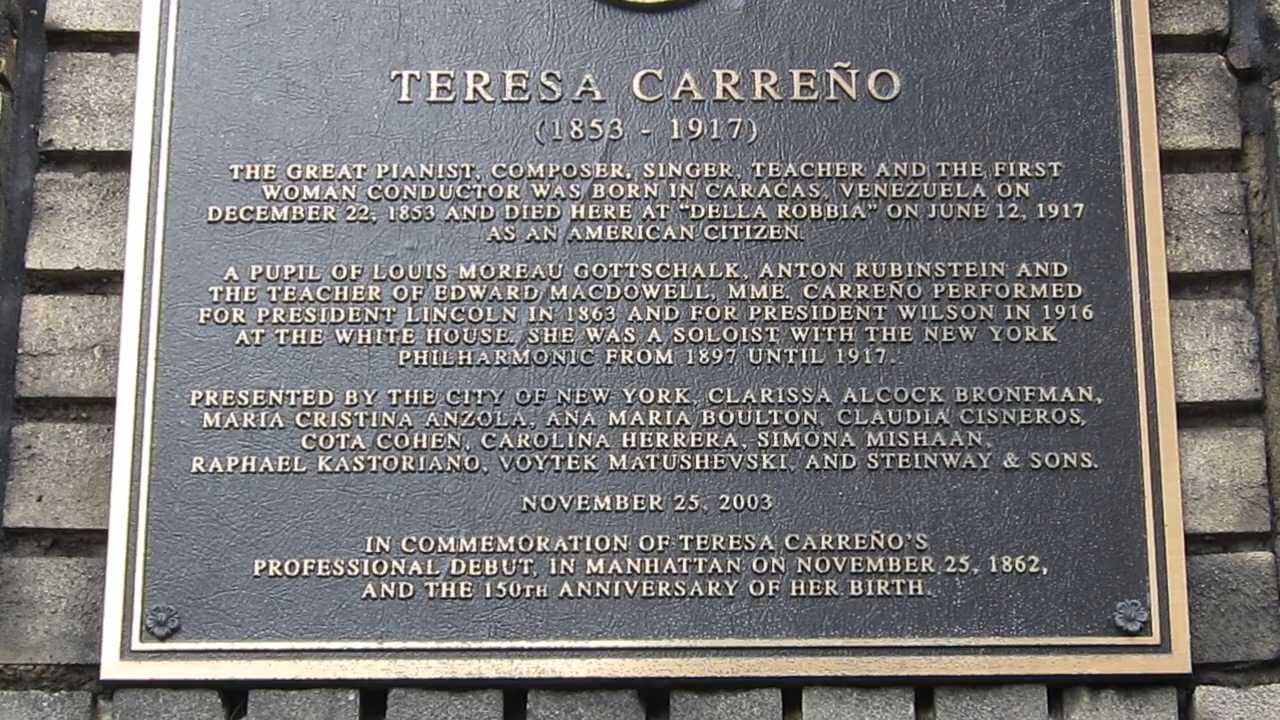 TERESA CARREÑO
(1853 - 1917)
THE GREAT PIANIST, COMPOSER, SINGER, TEACHER AND THE FIRST
WOMAN CONDUCTOR WAS BORN IN CARACAS, VENEZUELA ON
DECEMBER 22, 1853 AND DIED HERE AT "DELLA ROBBIA" ON JUNE 12, 1917
AS AN AMERICAN CITIZEN.
A PUPIL OF LOUIS MOREAU GOTTSCHALK, ANTON RUBINSTEIN AND
THE TEACHER OF EDWARD MACDOWELL, MME. CARREÑO PERFORMED
FOR PRESIDENT LINCOLN IN 1863 AND FOR PRESIDENT WILSON IN 1916
AT THE WHITE HOUSE. SHE WAS A SOLOIST WITH THE NEW YORK
PHILHARMONIC FROM 1897 UNTIL 1917.
PRESENTED BY THE CITY OF NEW YORK, CLARISSA ALCOCK BRONFMAN,
MARIA CRISTINA ANZOLA, ANA MARIA BOULTON, CLAUDIA CISNEROS,
COTA COHEN, CAROLINA HERRERA, SIMONA MISHAAN,
RAPHAEL KASTORIANO, VOYTEK MATUSHEVSKI, AND STEINWAY & SONS.
NOVEMBER 25, 2003
IN COMMEMORATION OF TERESA CARREÑO'S
PROFESSIONAL DEBUT, IN MANHATTAN ON NOVEMBER 25, 1862,
AND THE 150TH ANNIVERSARY OF HER BIRTH.